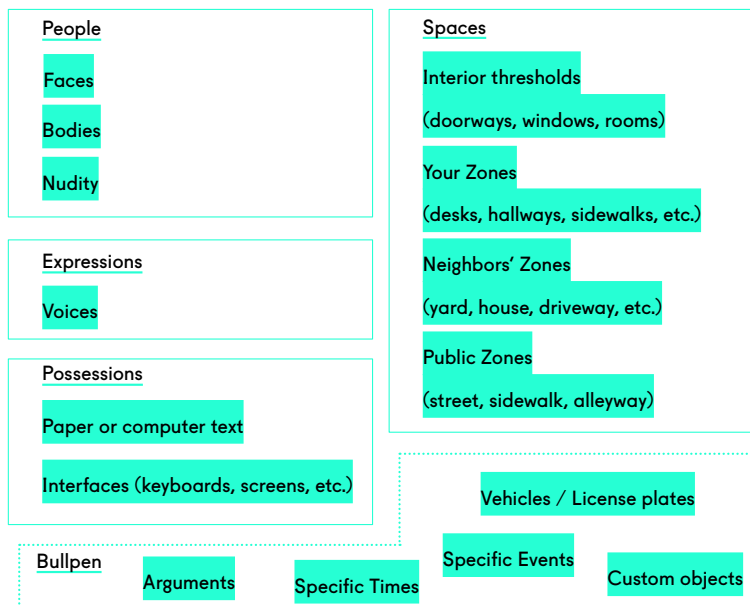 People
Faces
Bodies
Nudity
Expressions
Voices
Possessions
Paper or computer text
Interfaces (keyboards, screens, etc.)
Spaces
Interior thresholds
(doorways, windows, rooms)
Your Zones
(desks, hallways, sidewalks, etc.)
Neighbors’ Zones
(yard, house, driveway, etc.)
Public Zones
(street, sidewalk, alleyway)
Bullpen
Arguments
Specific Times
Vehicles / License plates
Specific Events
Custom objects